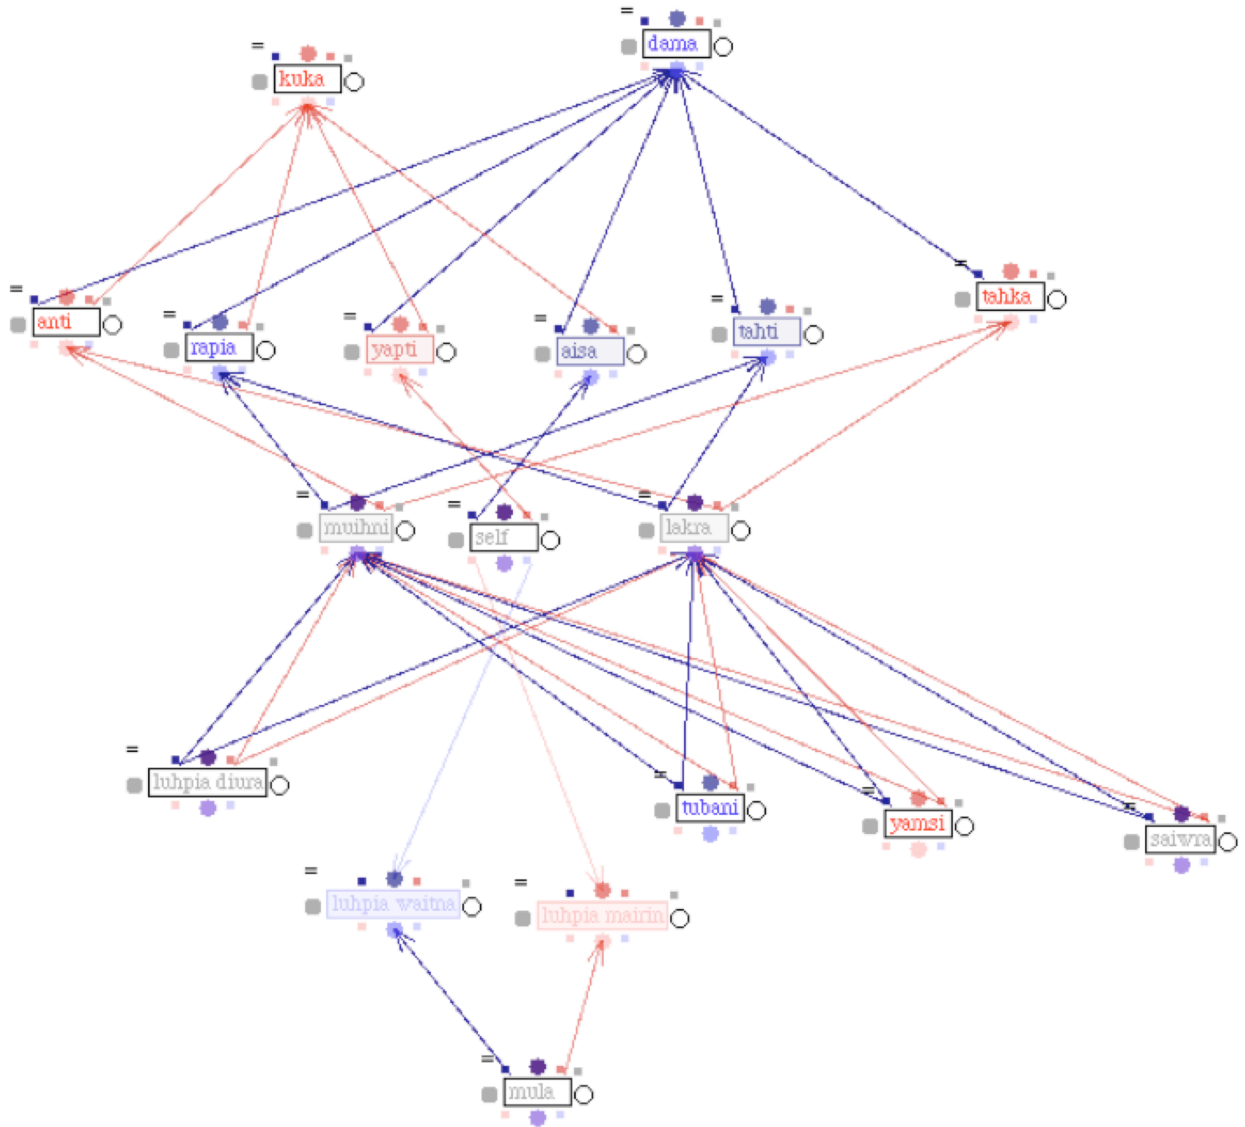 dama
kuka
anti
rapia
yapti
aisa
tahti
tahka
muihni
self
lakra
luhpia diura
tubani
yamsi
saiwra
luhpia waitna
luhpia mairin
mula